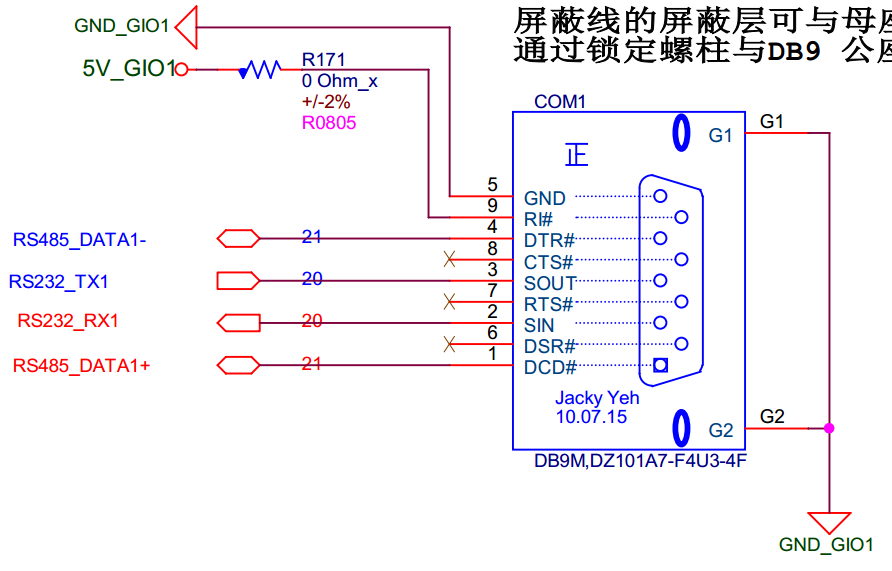 屏蔽线的屏蔽层可与母座
通过锁定螺柱与DB9 公座
GND_GIO1
5V_GIO1
R171
0 Ohm_x
+/-2%
R0805
COM1
G1
G1
正
5
GND
9
RI#
RS485_DATA1-
21
4
DTR#
8
CTS#
RS232_TX1
20
3
SOUT
7
RTS#
RS232_RX1
20
2
SIN
6
DSR#
RS485_DATA1+
21
1
DCD#
Jacky Yeh
10.07.15
G2
G2
DB9M,DZ101A7-F4U3-4F
GND_GIO1